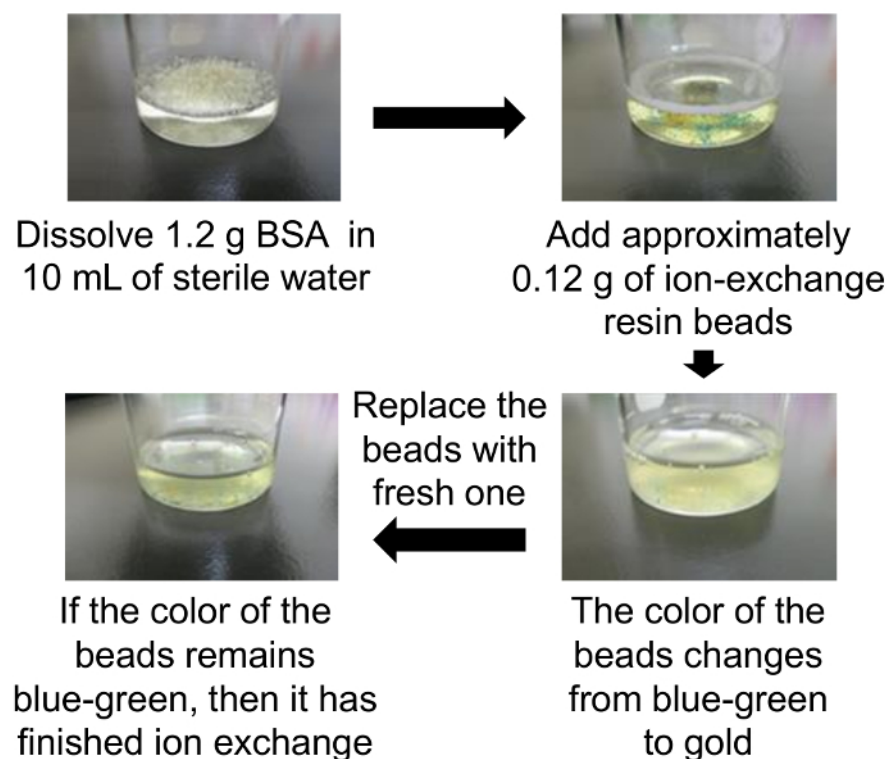 Dissolve 1.2 g BSA in
10 mL of sterile water
Add approximately
0.12 g of ion-exchange
resin beads
The color of the
beads changes
from blue-green
to gold
Replace the
beads with
fresh one
If the color of the
beads remains
blue-green, then it has
finished ion exchange